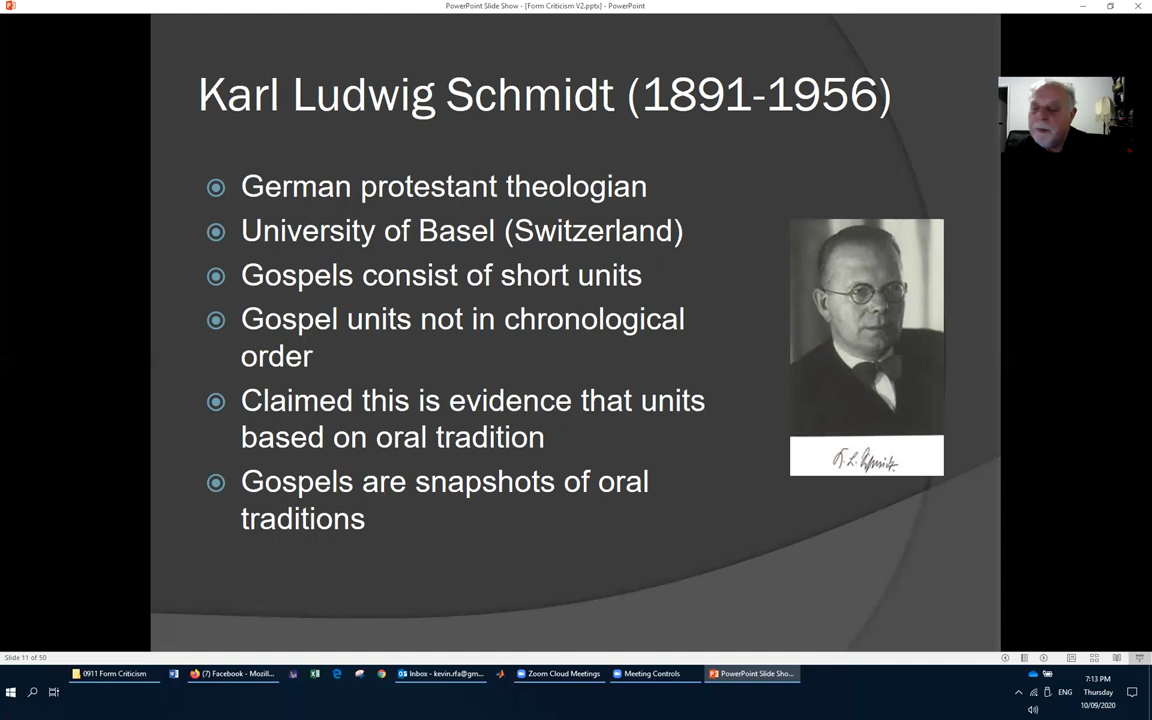 PowerPoint Slide Show - [Form Criticism V2.pptx] - PowerPoint
Karl Ludwig Schmidt (1891-1956)
German protestant theologian
University of Basel (Switzerland)
Gospels consist of short units
Gospel units not in chronological
order
Claimed this is evidence that units
based on oral tradition
Gospels are snapshots of oral
traditions
K. L. Schmidt.
Slide 11 of 50
0911 Form Criticism
(7) Facebook - Mozill...
Inbox - kevin.rfa@gm...
Zoom Cloud Meetings
Meeting Controls
PowerPoint Slide Sho...
ENG
7:13 PM
Thursday
10/09/2020